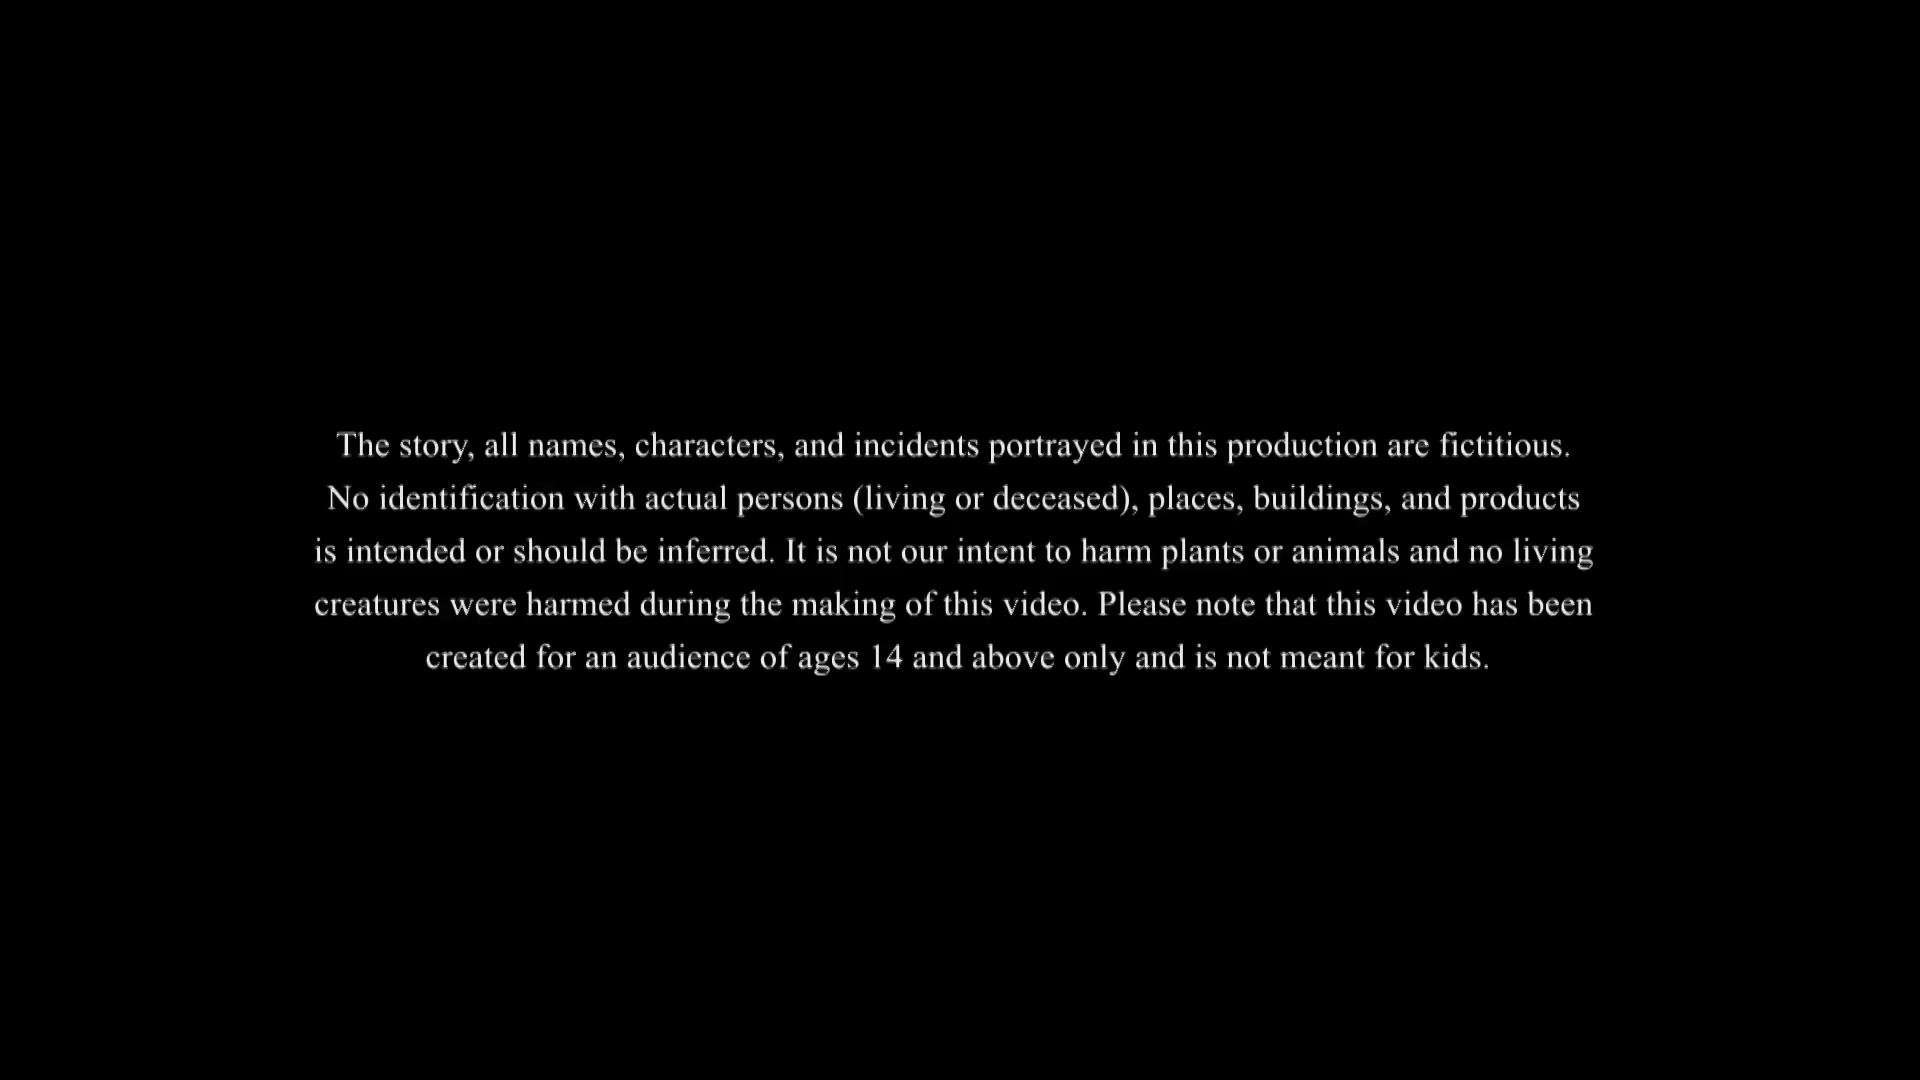 The story, all names, characters, and incidents portrayed in this production are fictitious.
No identification with actual persons (living or deceased), places, buildings, and products
is intended or should be inferred. It is not our intent to harm plants or animals and no living
creatures were harmed during the making of this video. Please note that this video has been
created for an audience of ages 14 and above only and is not meant for kids.